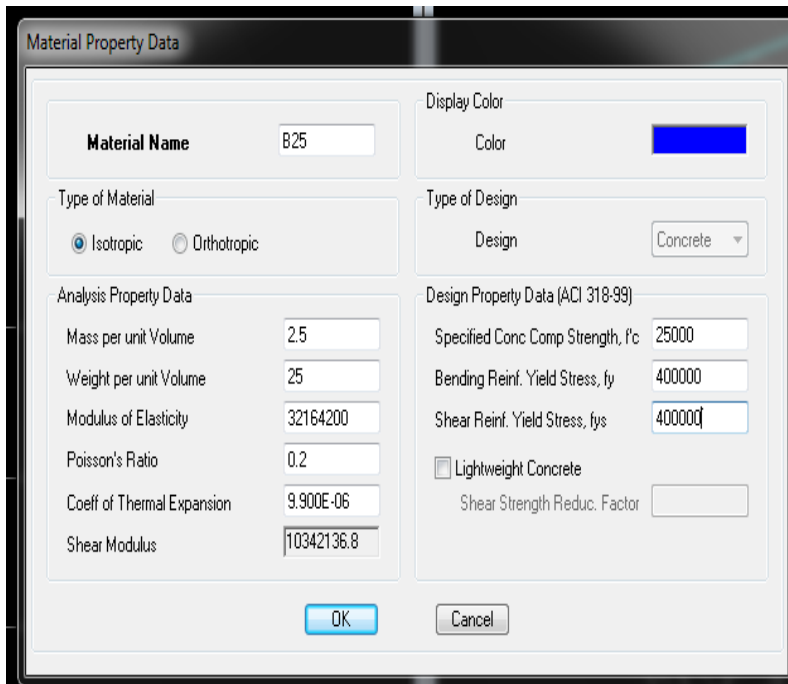 Material Property Data
Material Name B25
Display Color
Color
Type of Material
Isotropic Orthotropic
Type of Design
Design Concrete
Analysis Property Data
Mass per unit Volume 2.5
Weight per unit Volume 25
Modulus of Elasticity 32164200
Poisson's Ratio 0.2
Coeff of Thermal Expansion 9.900E-06
Shear Modulus 10342136.8
Design Property Data (ACI 318-99)
Specified Conc Comp Strength, f'c 25000
Bending Reinf. Yield Stress, fy 400000
Shear Reinf. Yield Stress, fys 400000
Lightweight Concrete
Shear Strength Reduc. Factor
OK Cancel